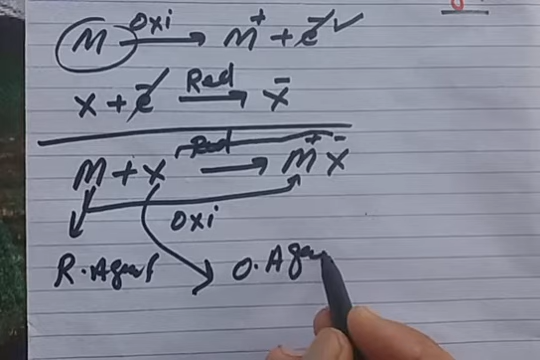 M Oxi → M⁺ + e⁻ ✓
X + e⁻ Red → X⁻
M + X Red → M⁺X⁻
Oxi
R. Agent O. Agen